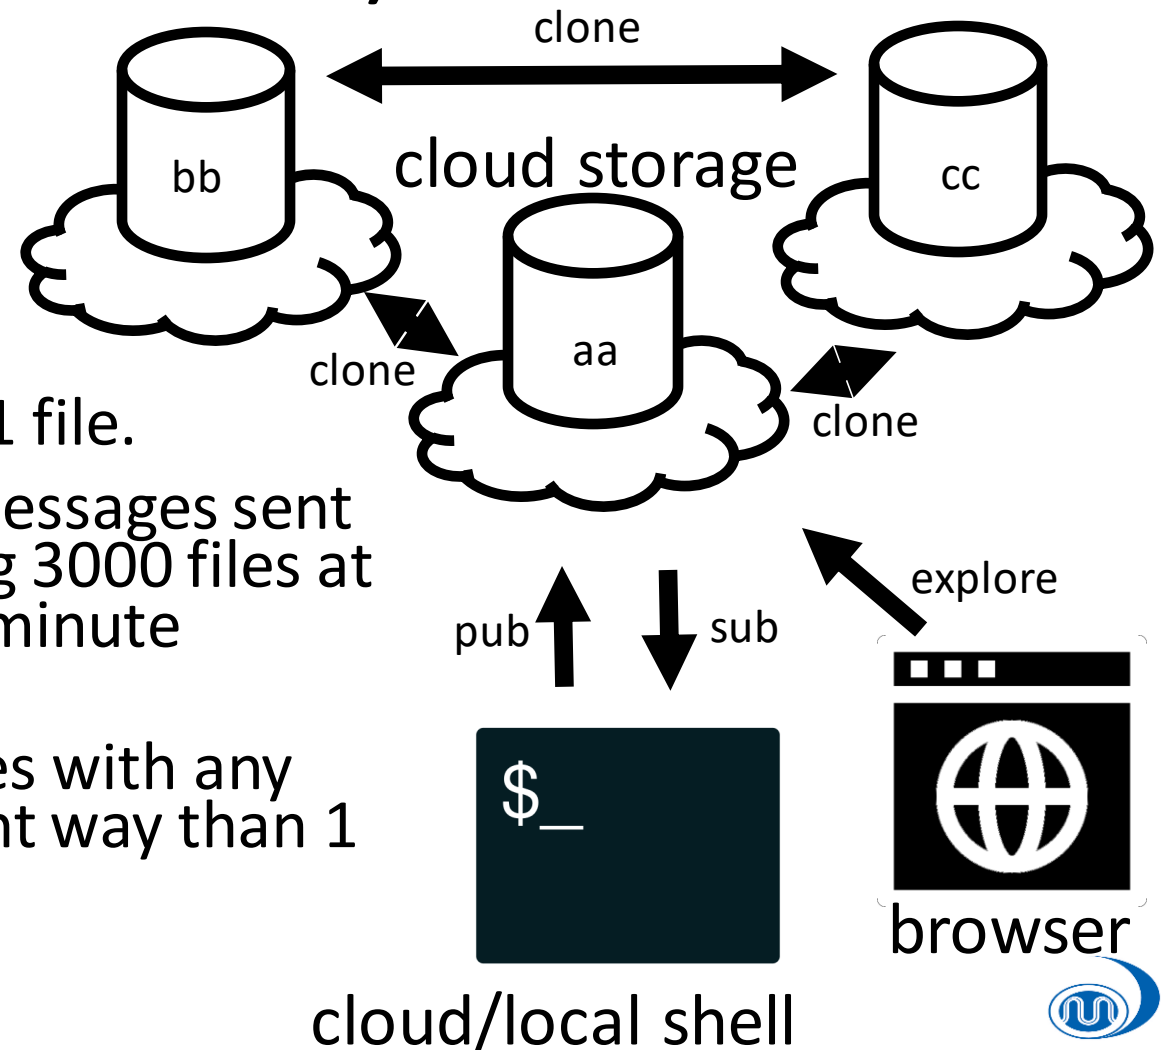 clone
bb
cloud storage
cc
aa
clone
clone
1 file.
essages sent
g 3000 files at
minute
explore
pub
sub
es with any
nt way than 1
$_
browser
cloud/local shell